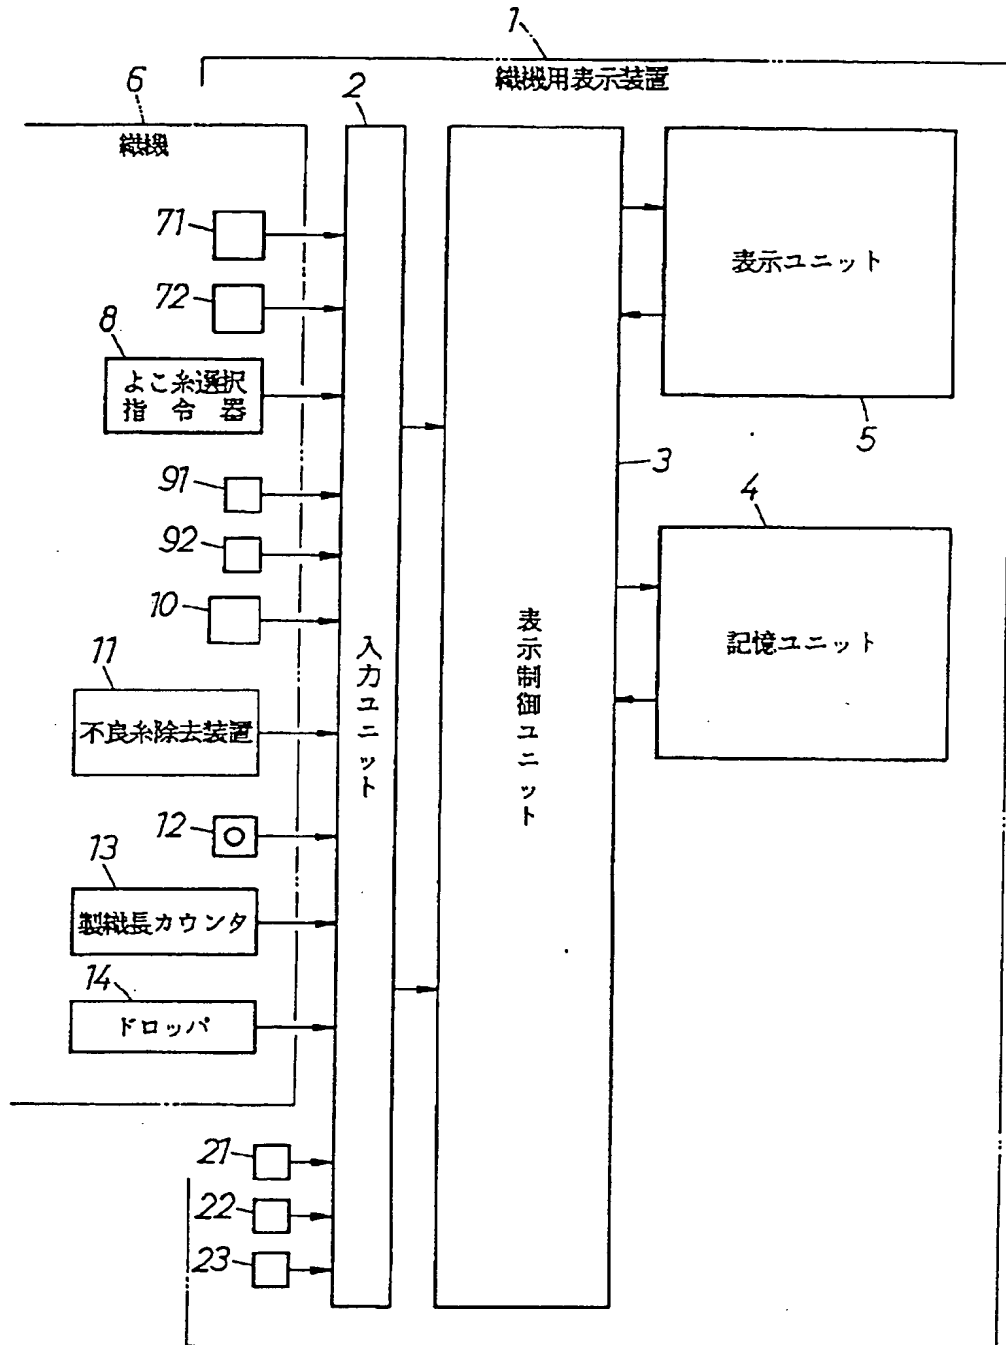 1
織機用表示装置
6
織機
2
71
72
8
よこ糸選択
指令器
91
92
10
11
不良糸除去装置
12
13
製織長カウンタ
14
ドロッパ
21
22
23
入力ユニット
表示制御ユニット
3
表示ユニット
5
4
記憶ユニット